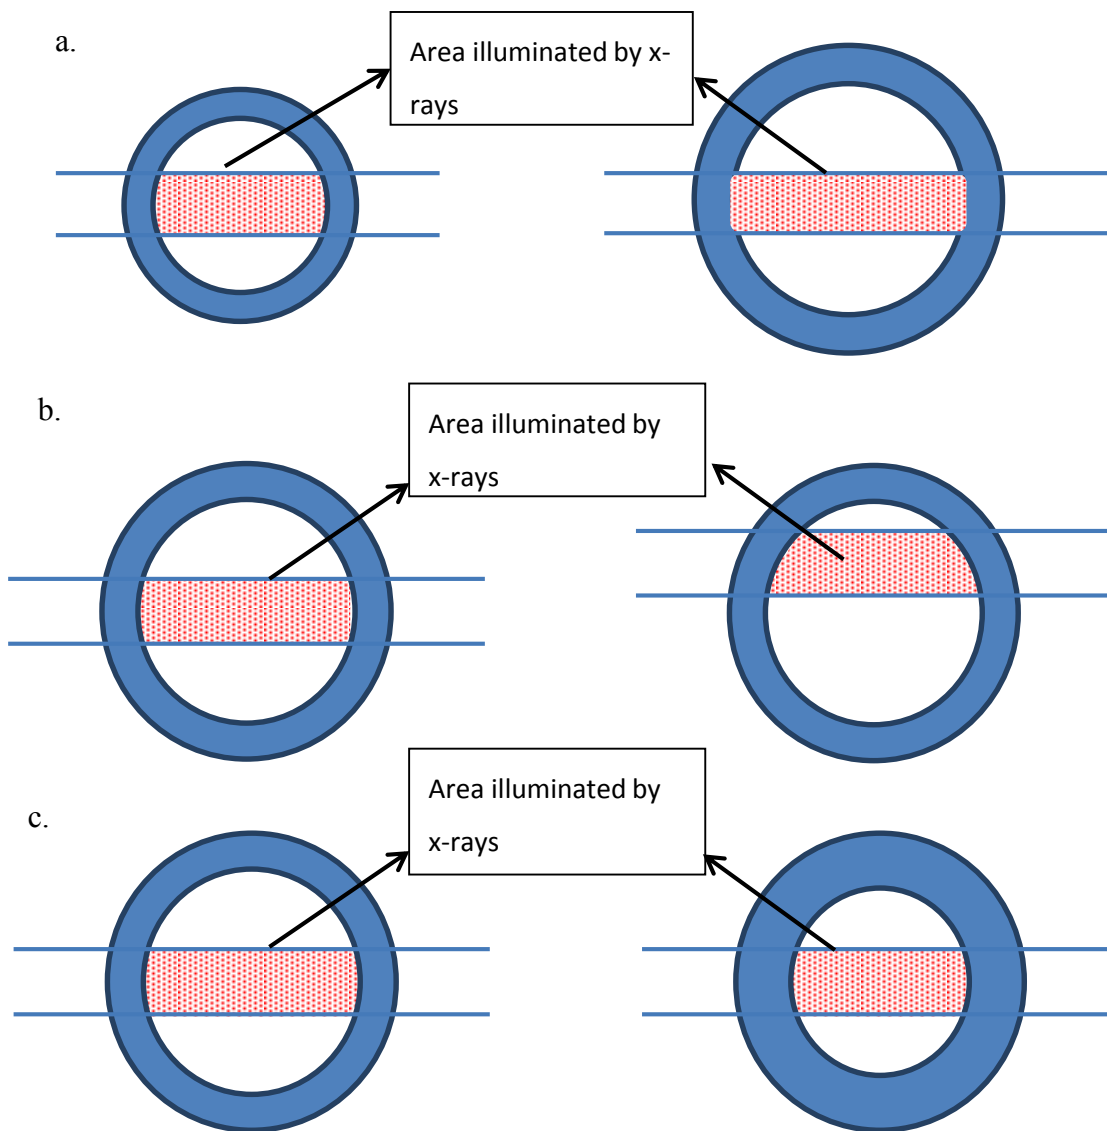 a.
Area illuminated by x-
rays
b.
Area illuminated by
x-rays
c.
Area illuminated by
x-rays